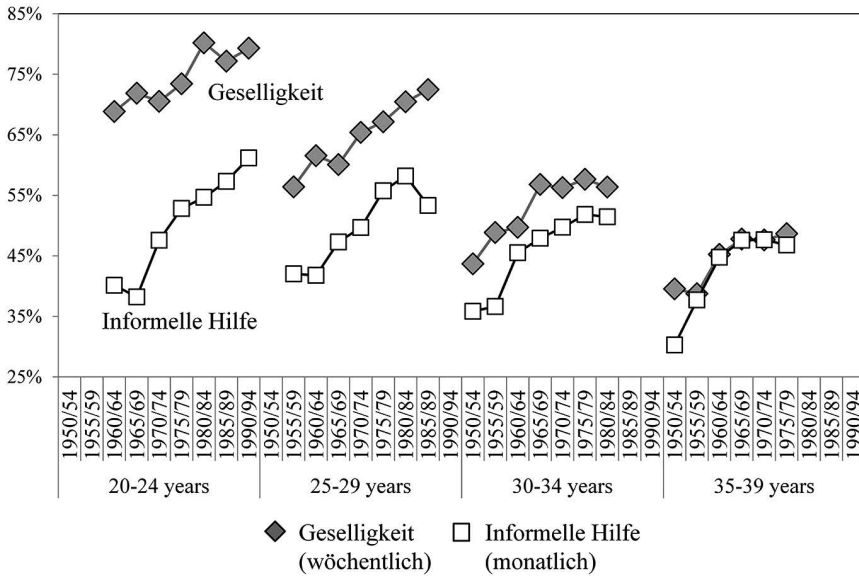 85%
75%
65%
55%
45%
35%
25%
Geselligkeit
Informelle Hilfe
1950/54 1955/59 1960/64 1965/69 1970/74 1975/79 1980/84 1985/89 1990/94 1950/54 1955/59 1960/64 1965/69 1970/74 1975/79 1980/84 1985/89 1990/94 1950/54 1955/59 1960/64 1965/69 1970/74 1975/79 1980/84 1985/89 1990/94 1950/54 1955/59 1960/64 1965/69 1970/74 1975/79 1980/84 1985/89 1990/94
20-24 years 25-29 years 30-34 years 35-39 years
Geselligkeit Informelle Hilfe
(wöchentlich) (monatlich)